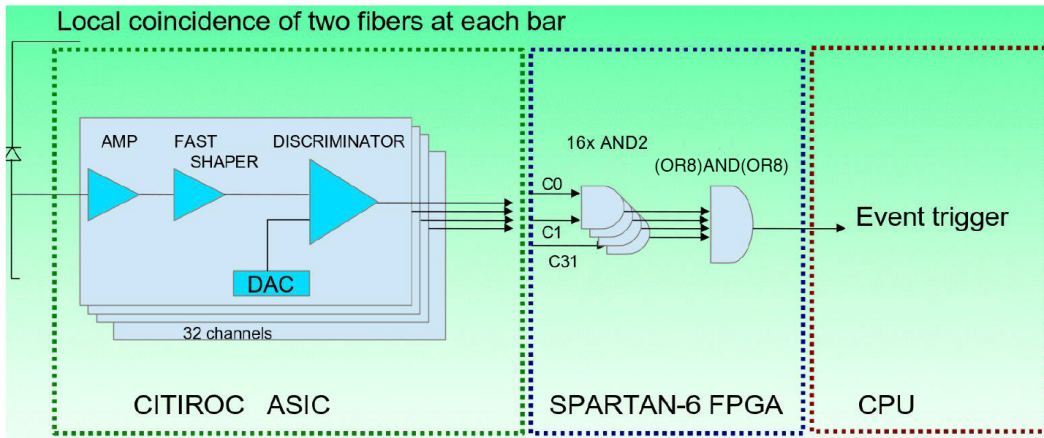 Local coincidence of two fibers at each bar
AMP
FAST
SHAPER
DISCRIMINATOR
DAC
32 channels
CITIROC ASIC
16x AND2
(OR8)AND(OR8)
C0
C1
C31
SPARTAN-6 FPGA
Event trigger
CPU